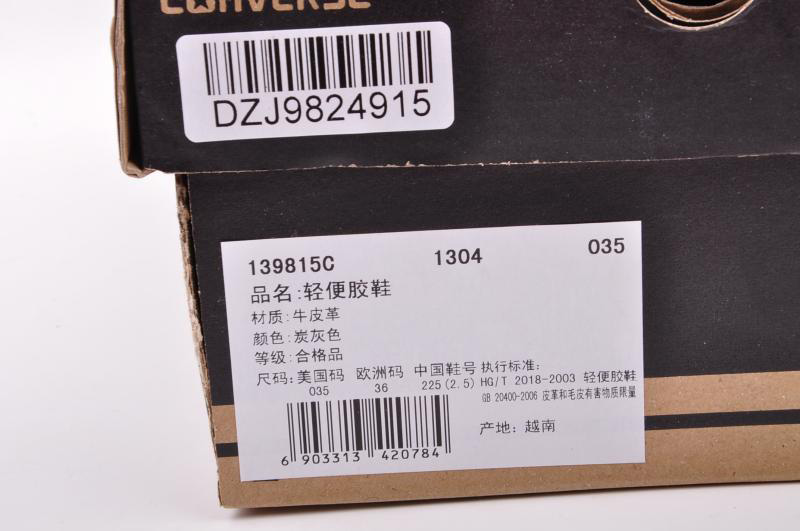 CONVERSE
DZJ9824915
139815C 1304 035
品名:轻便胶鞋
材质:牛皮革
颜色:炭灰色
等级:合格品
尺码:美国码 欧洲码 中国鞋号 执行标准:
035 36 225(2.5) HG/T 2018-2003 轻便胶鞋
GB 20400-2006 皮革和毛皮有害物质限量
产地: 越南
6 903313 420784